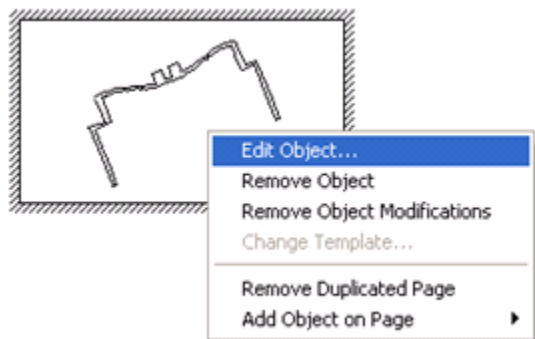 Edit Object...
Remove Object
Remove Object Modifications
Change Template...
Remove Duplicated Page
Add Object on Page